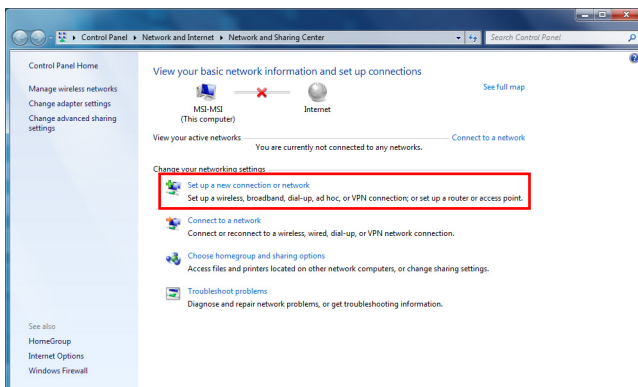 Control Panel ▸ Network and Internet ▸ Network and Sharing Center
Search Control Panel
Control Panel Home
Manage wireless networks
Change adapter settings
Change advanced sharing
settings
See also
HomeGroup
Internet Options
Windows Firewall
View your basic network information and set up connections
See full map
MSI-MSI
(This computer)
Internet
View your active networks
Connect to a network
You are currently not connected to any networks.
Change your networking settings
Set up a new connection or network
Set up a wireless, broadband, dial-up, ad hoc, or VPN connection; or set up a router or access point.
Connect to a network
Connect or reconnect to a wireless, wired, dial-up, or VPN network connection.
Choose homegroup and sharing options
Access files and printers located on other network computers, or change sharing settings.
Troubleshoot problems
Diagnose and repair network problems, or get troubleshooting information.